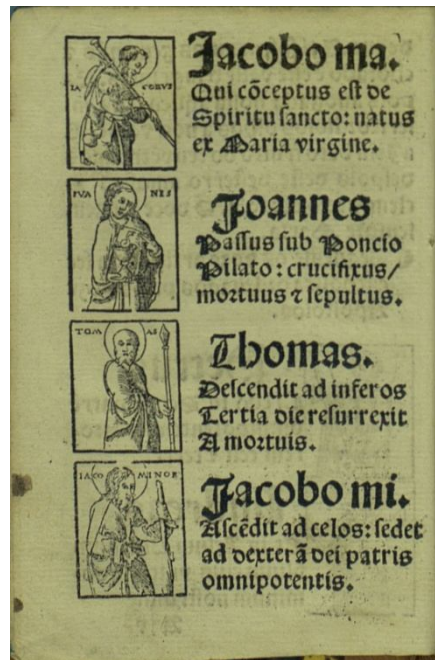 IA COBVS
Jacobo ma.
Qui cõceptus est de
Spiritu sancto: natus
ex Maria virgine.
IVA NIS
Joannes
Passus sub Poncio
Pilato: crucifixus/
mortuus ⁊ sepultus.
TOM AS
Thomas.
Descendit ad inferos
Tertia die resurrexit
A mortuis.
IACO MINOR
Jacobo mi.
Ascẽdit ad celos: sedet
ad dexterã dei patris
omnipotentis.